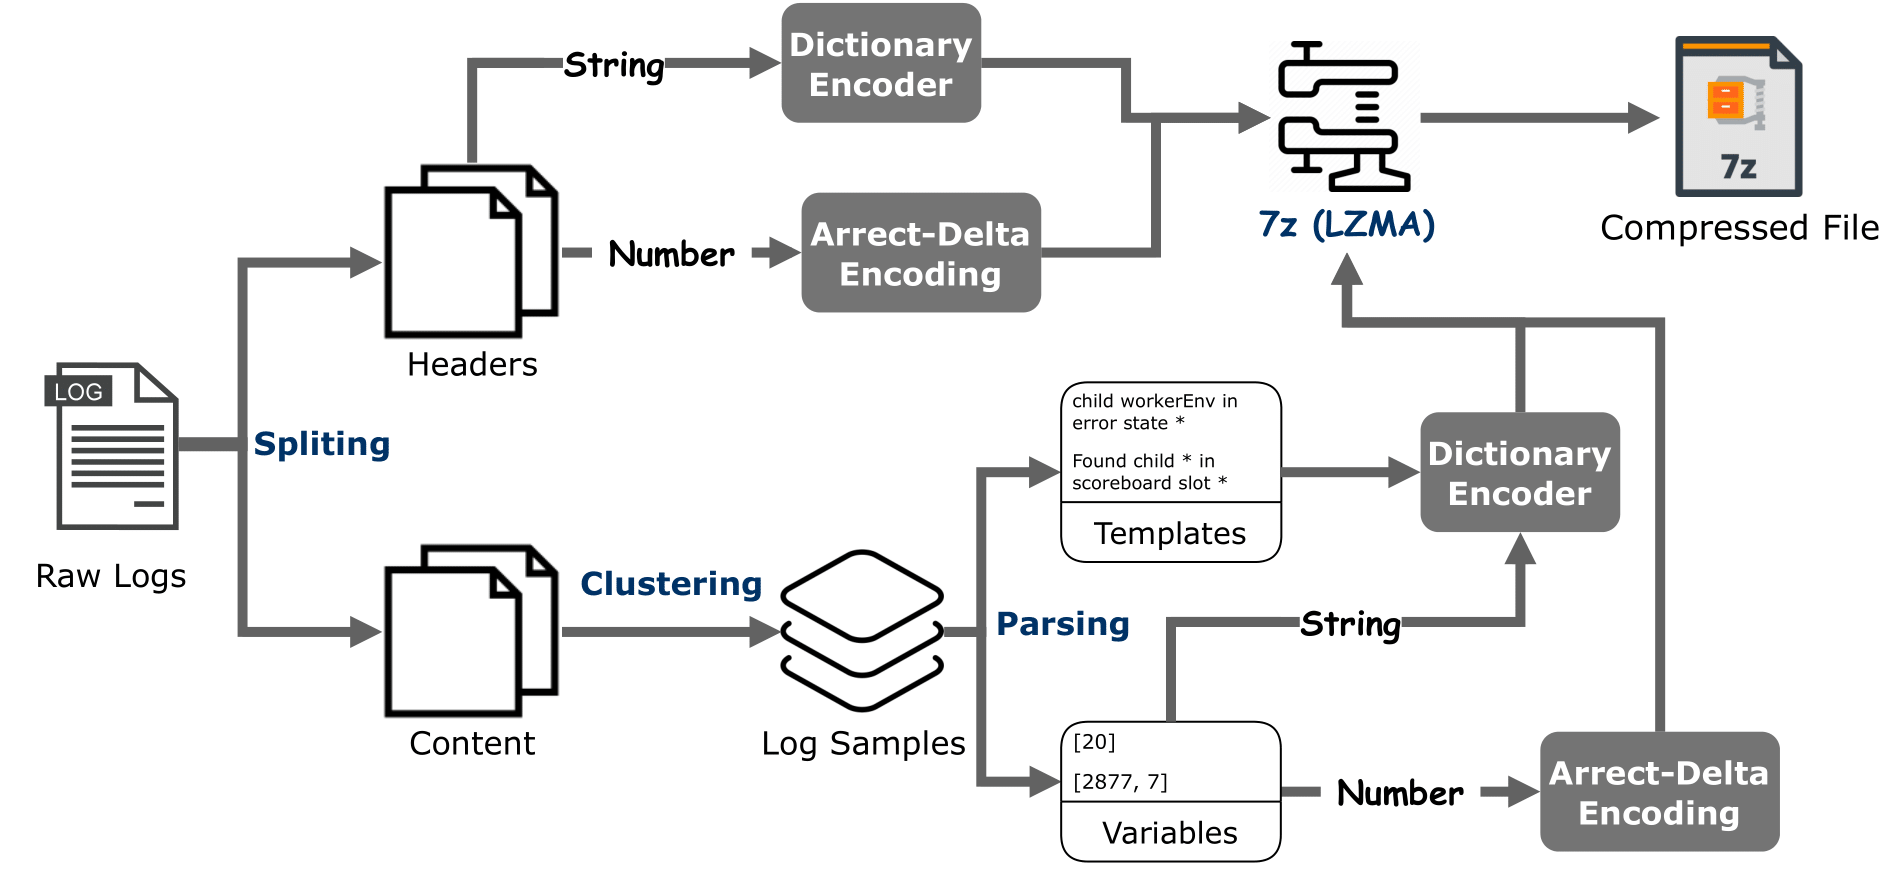 String
Dictionary
Encoder
Number
Arrect-Delta
Encoding
Headers
7z (LZMA)
7z
Compressed File
LOG
Raw Logs
Spliting
Content
Clustering
Log Samples
Parsing
child workerEnv in
error state *
Found child * in
scoreboard slot *
Templates
Dictionary
Encoder
String
[20]
[2877, 7]
Variables
Number
Arrect-Delta
Encoding